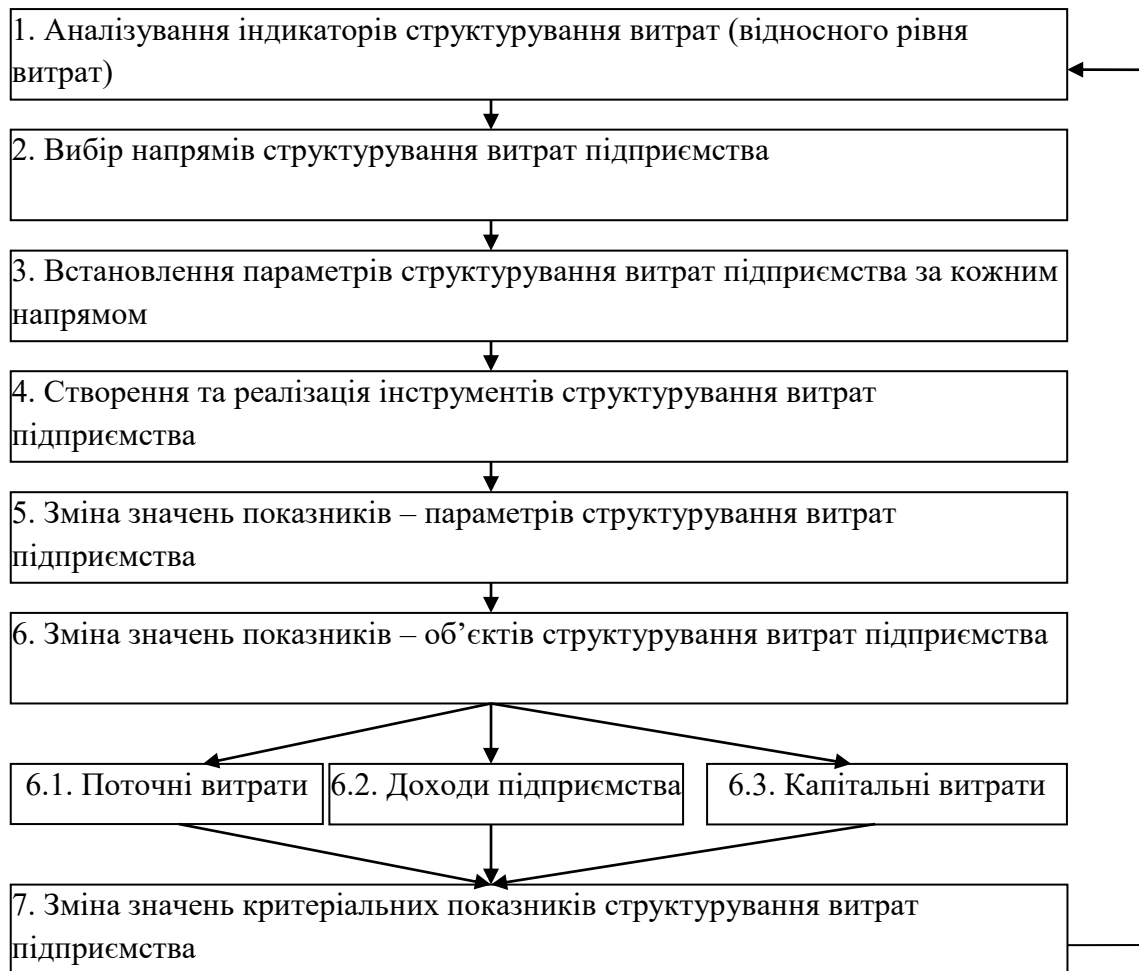 1. Аналізування індикаторів структурування витрат (відносного рівня
витрат)
2. Вибір напрямів структурування витрат підприємства
3. Встановлення параметрів структурування витрат підприємства за кожним
напрямом
4. Створення та реалізація інструментів структурування витрат
підприємства
5. Зміна значень показників – параметрів структурування витрат
підприємства
6. Зміна значень показників – об’єктів структурування витрат підприємства
6.1. Поточні витрати
6.2. Доходи підприємства
6.3. Капітальні витрати
7. Зміна значень критеріальних показників структурування витрат
підприємства